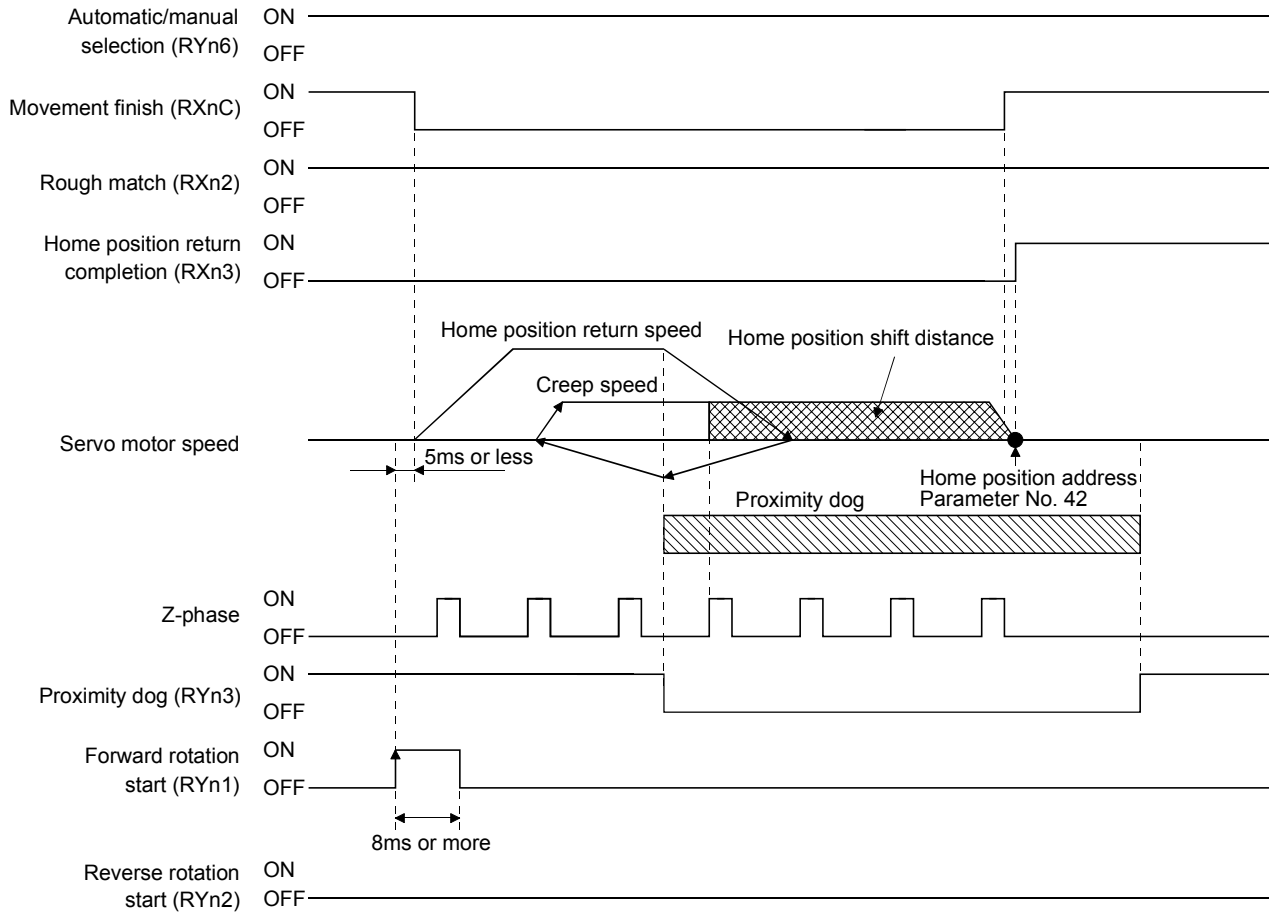 Automatic/manual
selection (RYn6)
ON
OFF
Movement finish (RXnC)
ON
OFF
Rough match (RXn2)
ON
OFF
Home position return
completion (RXn3)
ON
OFF
Home position return speed
Home position shift distance
Creep speed
Servo motor speed
5ms or less
Home position address
Parameter No. 42
Proximity dog
Z-phase
ON
OFF
Proximity dog (RYn3)
ON
OFF
Forward rotation
start (RYn1)
ON
OFF
8ms or more
Reverse rotation
start (RYn2)
ON
OFF